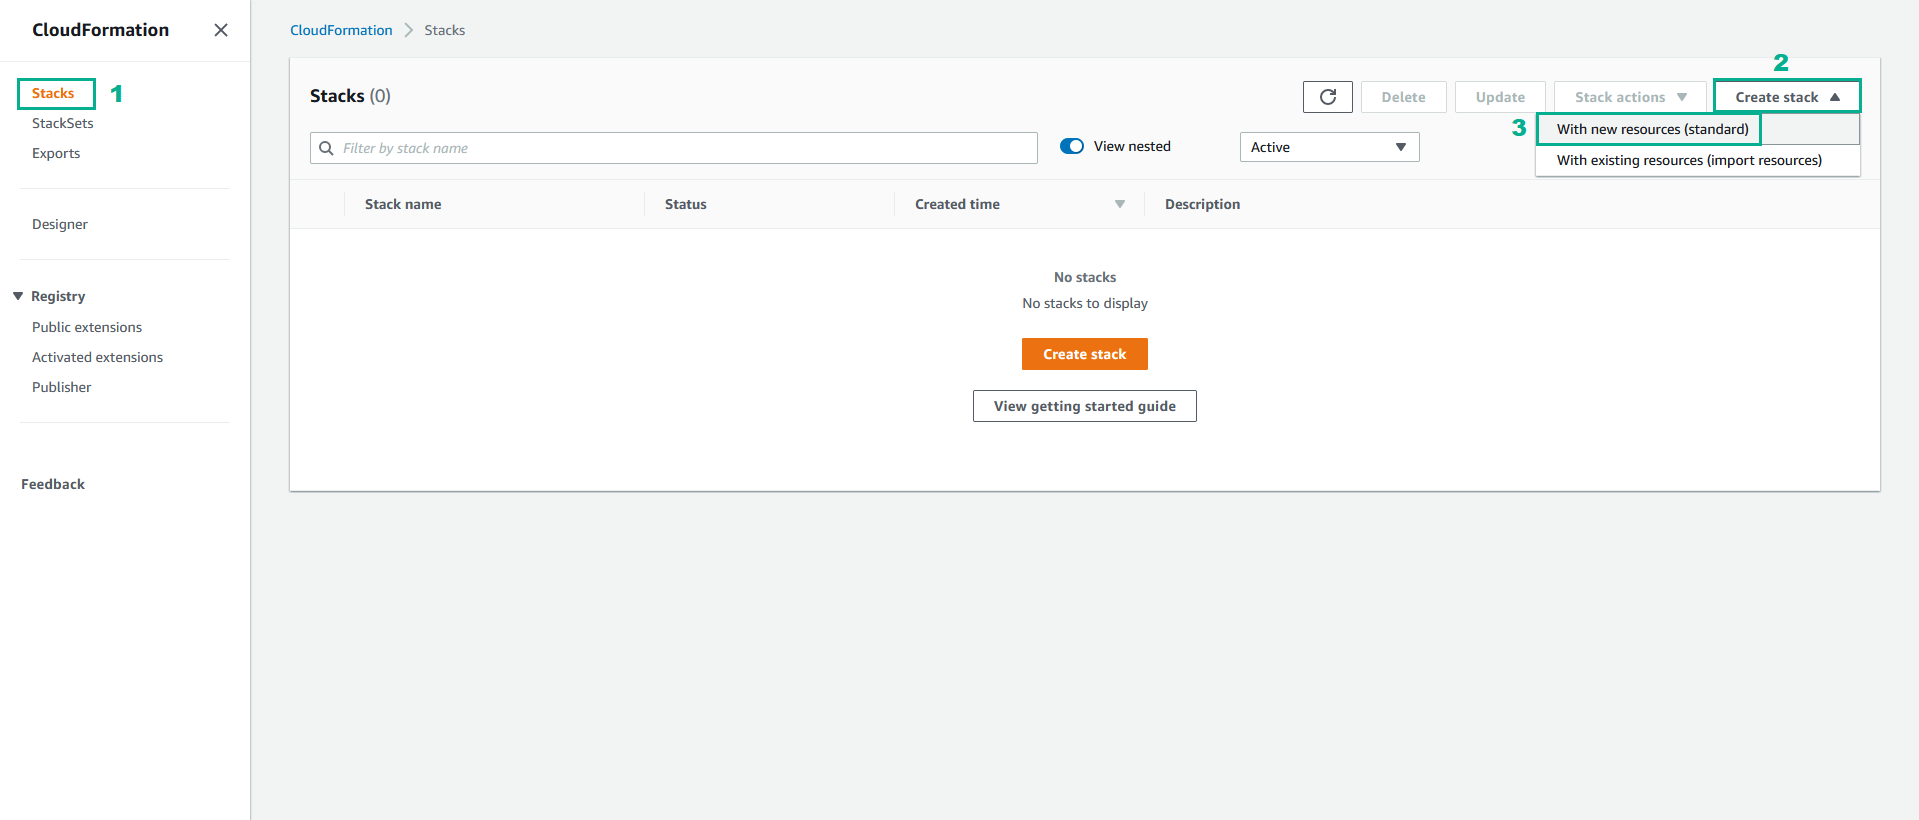 CloudFormation
Stacks 1
StackSets
Exports
Designer
Registry
Public extensions
Activated extensions
Publisher
Feedback
CloudFormation Stacks
2
Stacks (0)
Delete
Update
Stack actions
Create stack
3 With new resources (standard)
With existing resources (import resources)
Filter by stack name
View nested
Active
Stack name
Status
Created time
Description
No stacks
No stacks to display
Create stack
View getting started guide